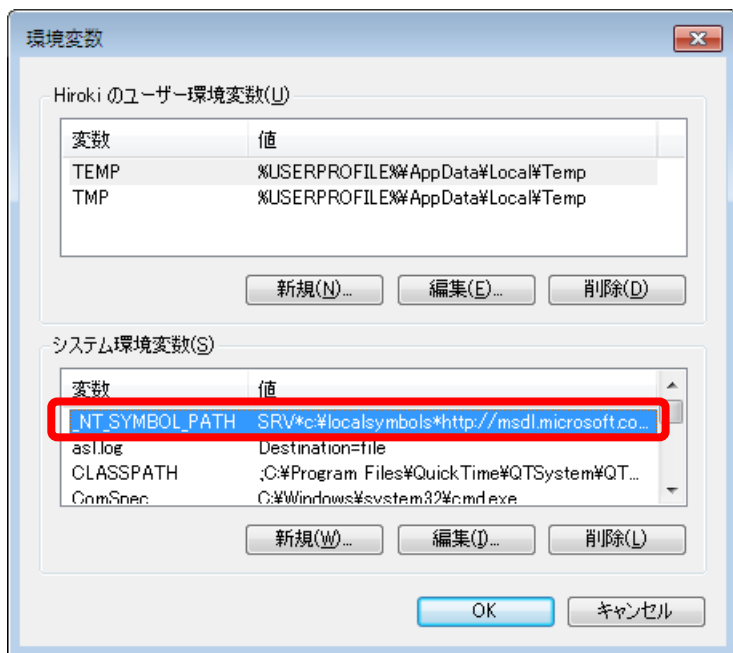 環境変数
Hiroki のユーザー環境変数(U)
変数 値
TEMP %USERPROFILE%¥AppData¥Local¥Temp
TMP %USERPROFILE%¥AppData¥Local¥Temp
新規(N)... 編集(E)... 削除(D)
システム環境変数(S)
変数 値
_NT_SYMBOL_PATH SRV*c:¥localsymbols*http://msdl.microsoft.co...
asl.log Destination=file
CLASSPATH .;C:¥Program Files¥QuickTime¥QTSystem¥QT...
ComSpec C:¥Windows¥system32¥cmd.exe
新規(W)... 編集(I)... 削除(L)
OK キャンセル